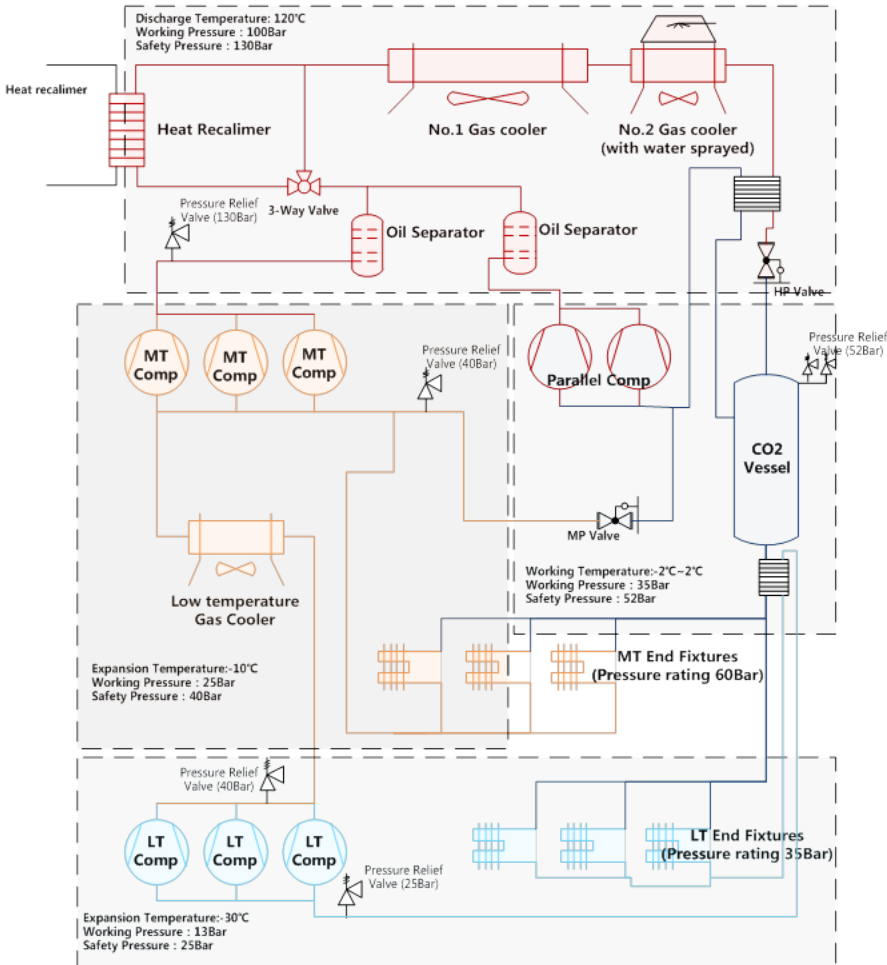 Discharge Temperature: 120℃
Working Pressure : 100Bar
Safety Pressure : 130Bar
Heat recalimer
Heat Recalimer
No.1 Gas cooler
No.2 Gas cooler
(with water sprayed)
Pressure Relief
Valve (130Bar)
3-Way Valve
Oil Separator
Oil Separator
HP Valve
MT
Comp
MT
Comp
MT
Comp
Pressure Relief
Valve (40Bar)
Parallel Comp
Pressure Relief
Valve (52Bar)
CO2
Vessel
MP Valve
Low temperature
Gas Cooler
Working Temperature:-2℃~2℃
Working Pressure : 35Bar
Safety Pressure : 52Bar
Expansion Temperature:-10℃
Working Pressure : 25Bar
Safety Pressure : 40Bar
MT End Fixtures
(Pressure rating 60Bar)
Pressure Relief
Valve (40Bar)
LT
Comp
LT
Comp
LT
Comp
Pressure Relief
Valve (25Bar)
LT End Fixtures
(Pressure rating 35Bar)
Expansion Temperature:-30℃
Working Pressure : 13Bar
Safety Pressure : 25Bar